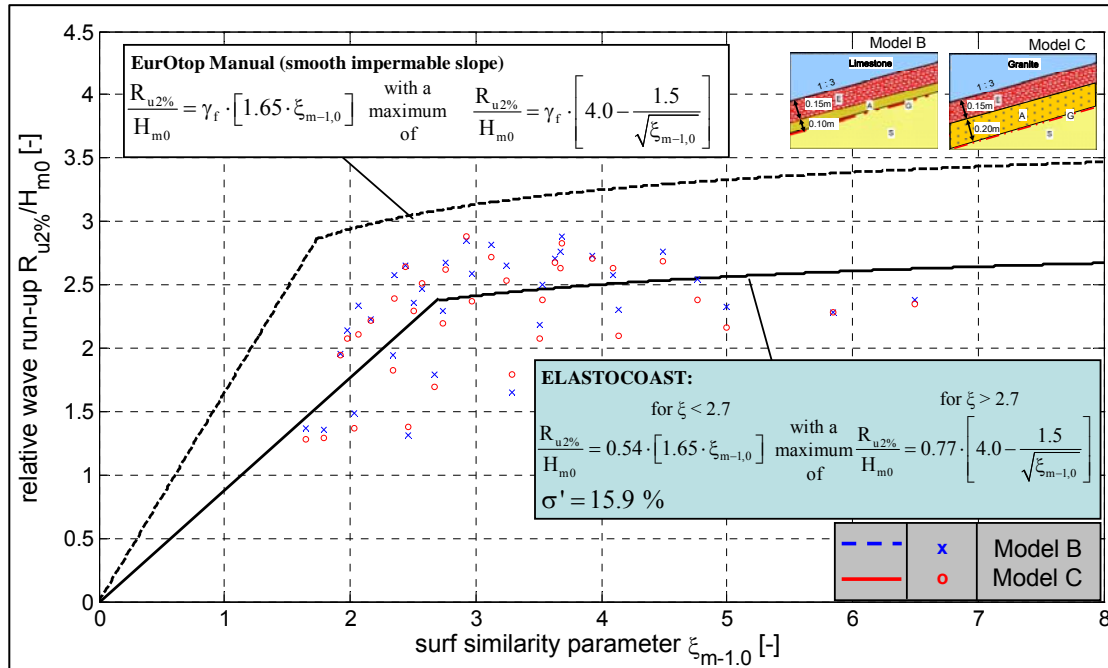 4.5
4
3.5
3
2.5
2
1.5
1
0.5
0
0 1 2 3 4 5 6 7 8
relative wave run-up R_u2%/H_m0 [-]
surf similarity parameter ξ_m-1.0 [-]
EurOtop Manual (smooth impermable slope)
R_u2%/H_m0 = γ_f · [1.65 · ξ_m−1,0] with a maximum of R_u2%/H_m0 = γ_f · [4.0 − 1.5/√ξ_m−1,0]
Model B
Limestone
1 : 3
0.15m
E
0.10m
A G
S
Model C
Granite
1 : 3
0.15m
E
0.20m
A G
S
ELASTOCOAST:
for ξ < 2.7
for ξ > 2.7
R_u2%/H_m0 = 0.54 · [1.65 · ξ_m−1,0] with a maximum of R_u2%/H_m0 = 0.77 · [4.0 − 1.5/√ξ_m−1,0]
σ' = 15.9 %
x Model B
o Model C